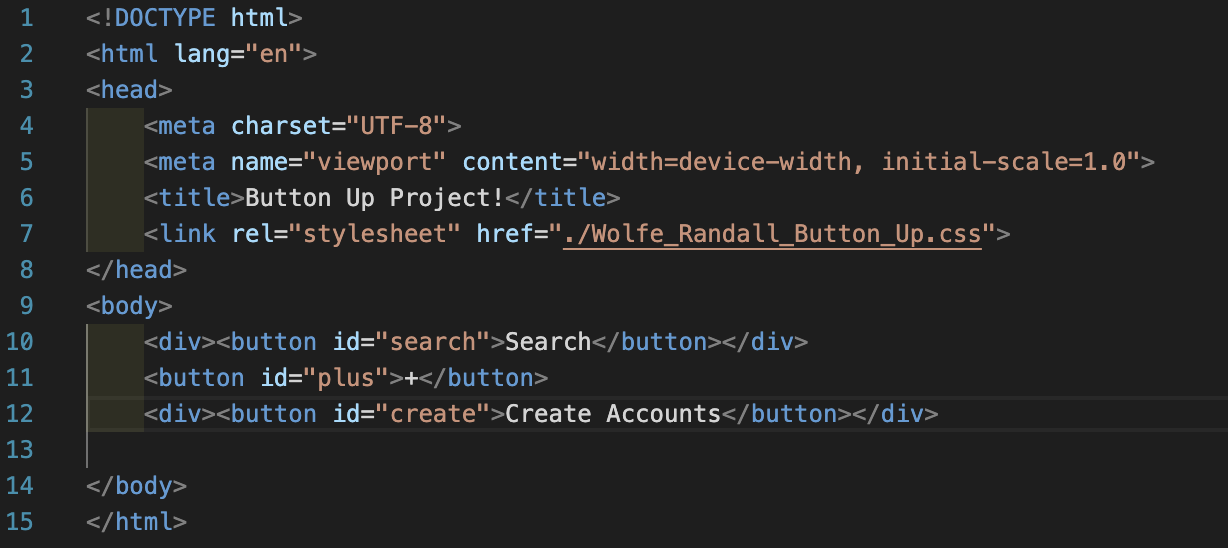 1 <!DOCTYPE html>
2 <html lang="en">
3 <head>
4     <meta charset="UTF-8">
5     <meta name="viewport" content="width=device-width, initial-scale=1.0">
6     <title>Button Up Project!</title>
7     <link rel="stylesheet" href="./Wolfe_Randall_Button_Up.css">
8 </head>
9 <body>
10     <div><button id="search">Search</button></div>
11     <button id="plus">+</button>
12     <div><button id="create">Create Accounts</button></div>
13
14 </body>
15 </html>